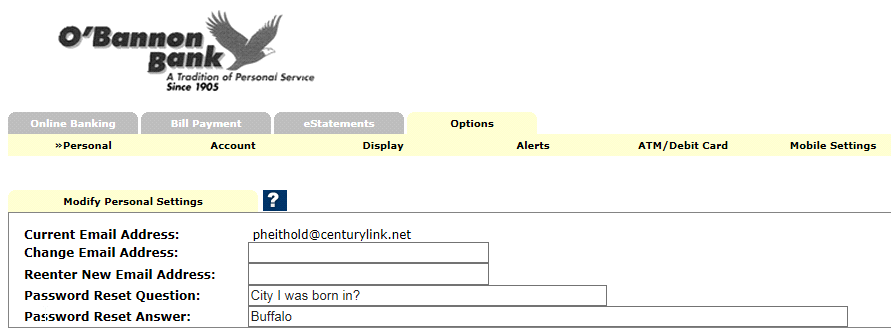 O'Bannon
Bank
A Tradition of Personal Service
Since 1905
Online Banking Bill Payment eStatements Options
»Personal Account Display Alerts ATM/Debit Card Mobile Settings
Modify Personal Settings ?
Current Email Address: pheithold@centurylink.net
Change Email Address:
Reenter New Email Address:
Password Reset Question: City I was born in?
Password Reset Answer: Buffalo